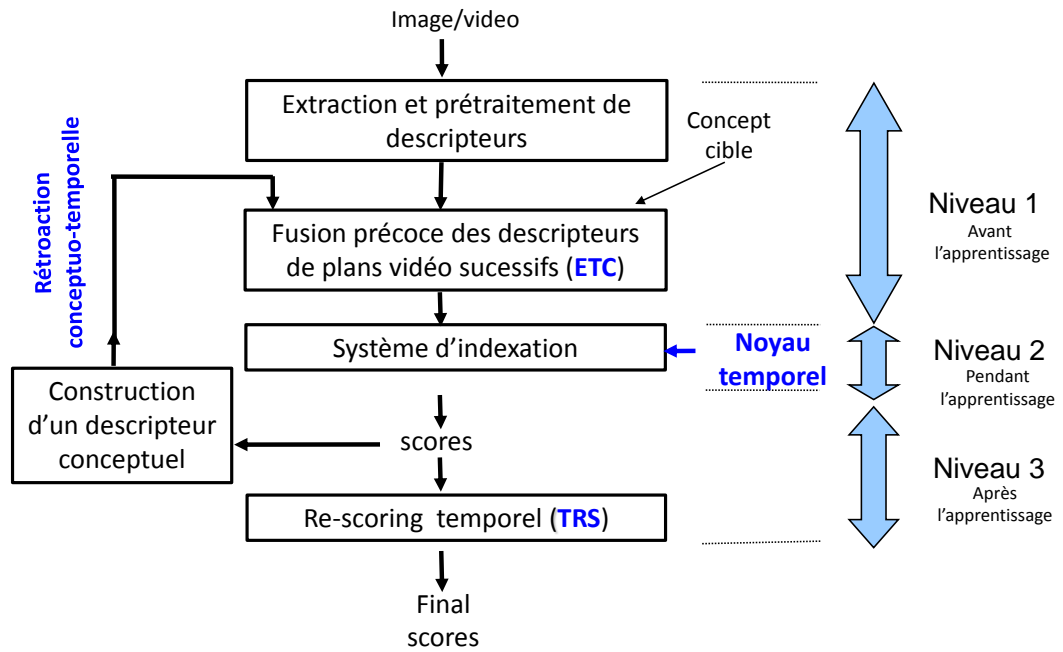 Image/video
Extraction et prétraitement de
descripteurs
Concept
cible
Rétroaction
conceptuo-temporelle
Fusion précoce des descripteurs
de plans vidéo sucessifs (ETC)
Niveau 1
Avant
l'apprentissage
Système d'indexation
Noyau
temporel
Niveau 2
Pendant
l'apprentissage
Construction
d'un descripteur
conceptuel
scores
Niveau 3
Après
l'apprentissage
Re-scoring temporel (TRS)
Final
scores